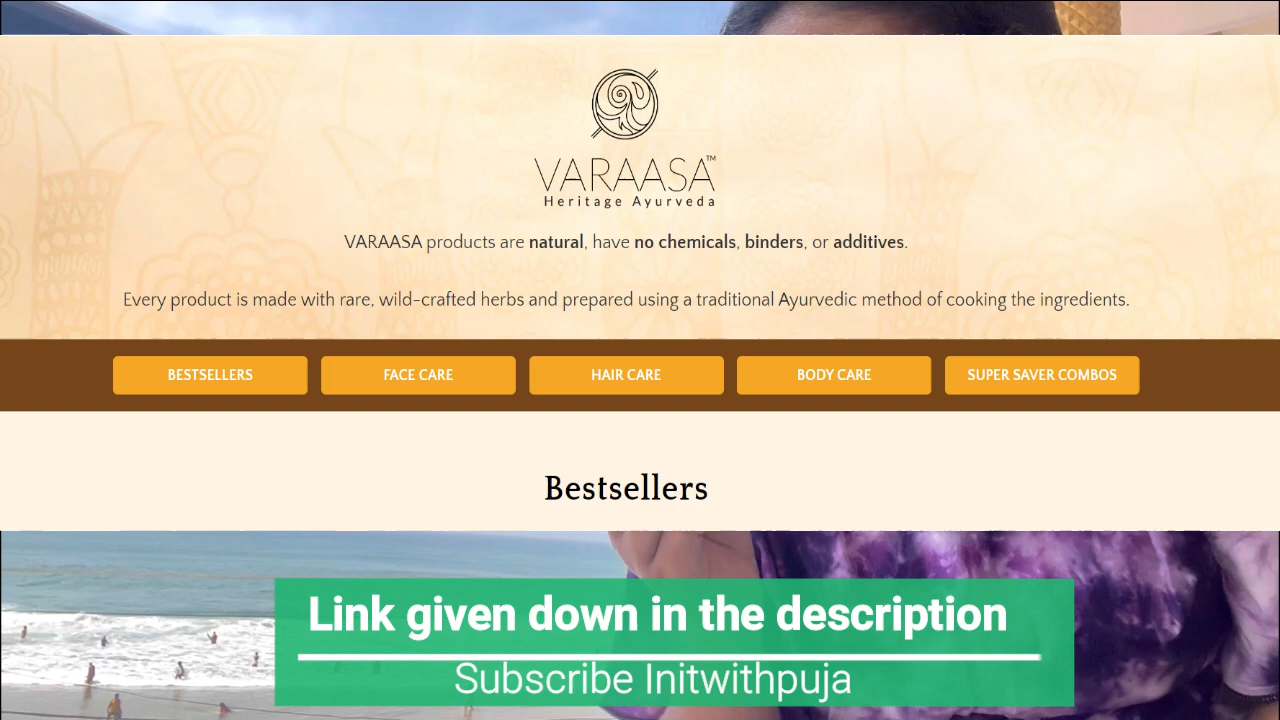 VARAASA™
Heritage Ayurveda
VARAASA products are natural, have no chemicals, binders, or additives.
Every product is made with rare, wild-crafted herbs and prepared using a traditional Ayurvedic method of cooking the ingredients.
BESTSELLERS FACE CARE HAIR CARE BODY CARE SUPER SAVER COMBOS
Bestsellers
Link given down in the description
Subscribe Initwithpuja